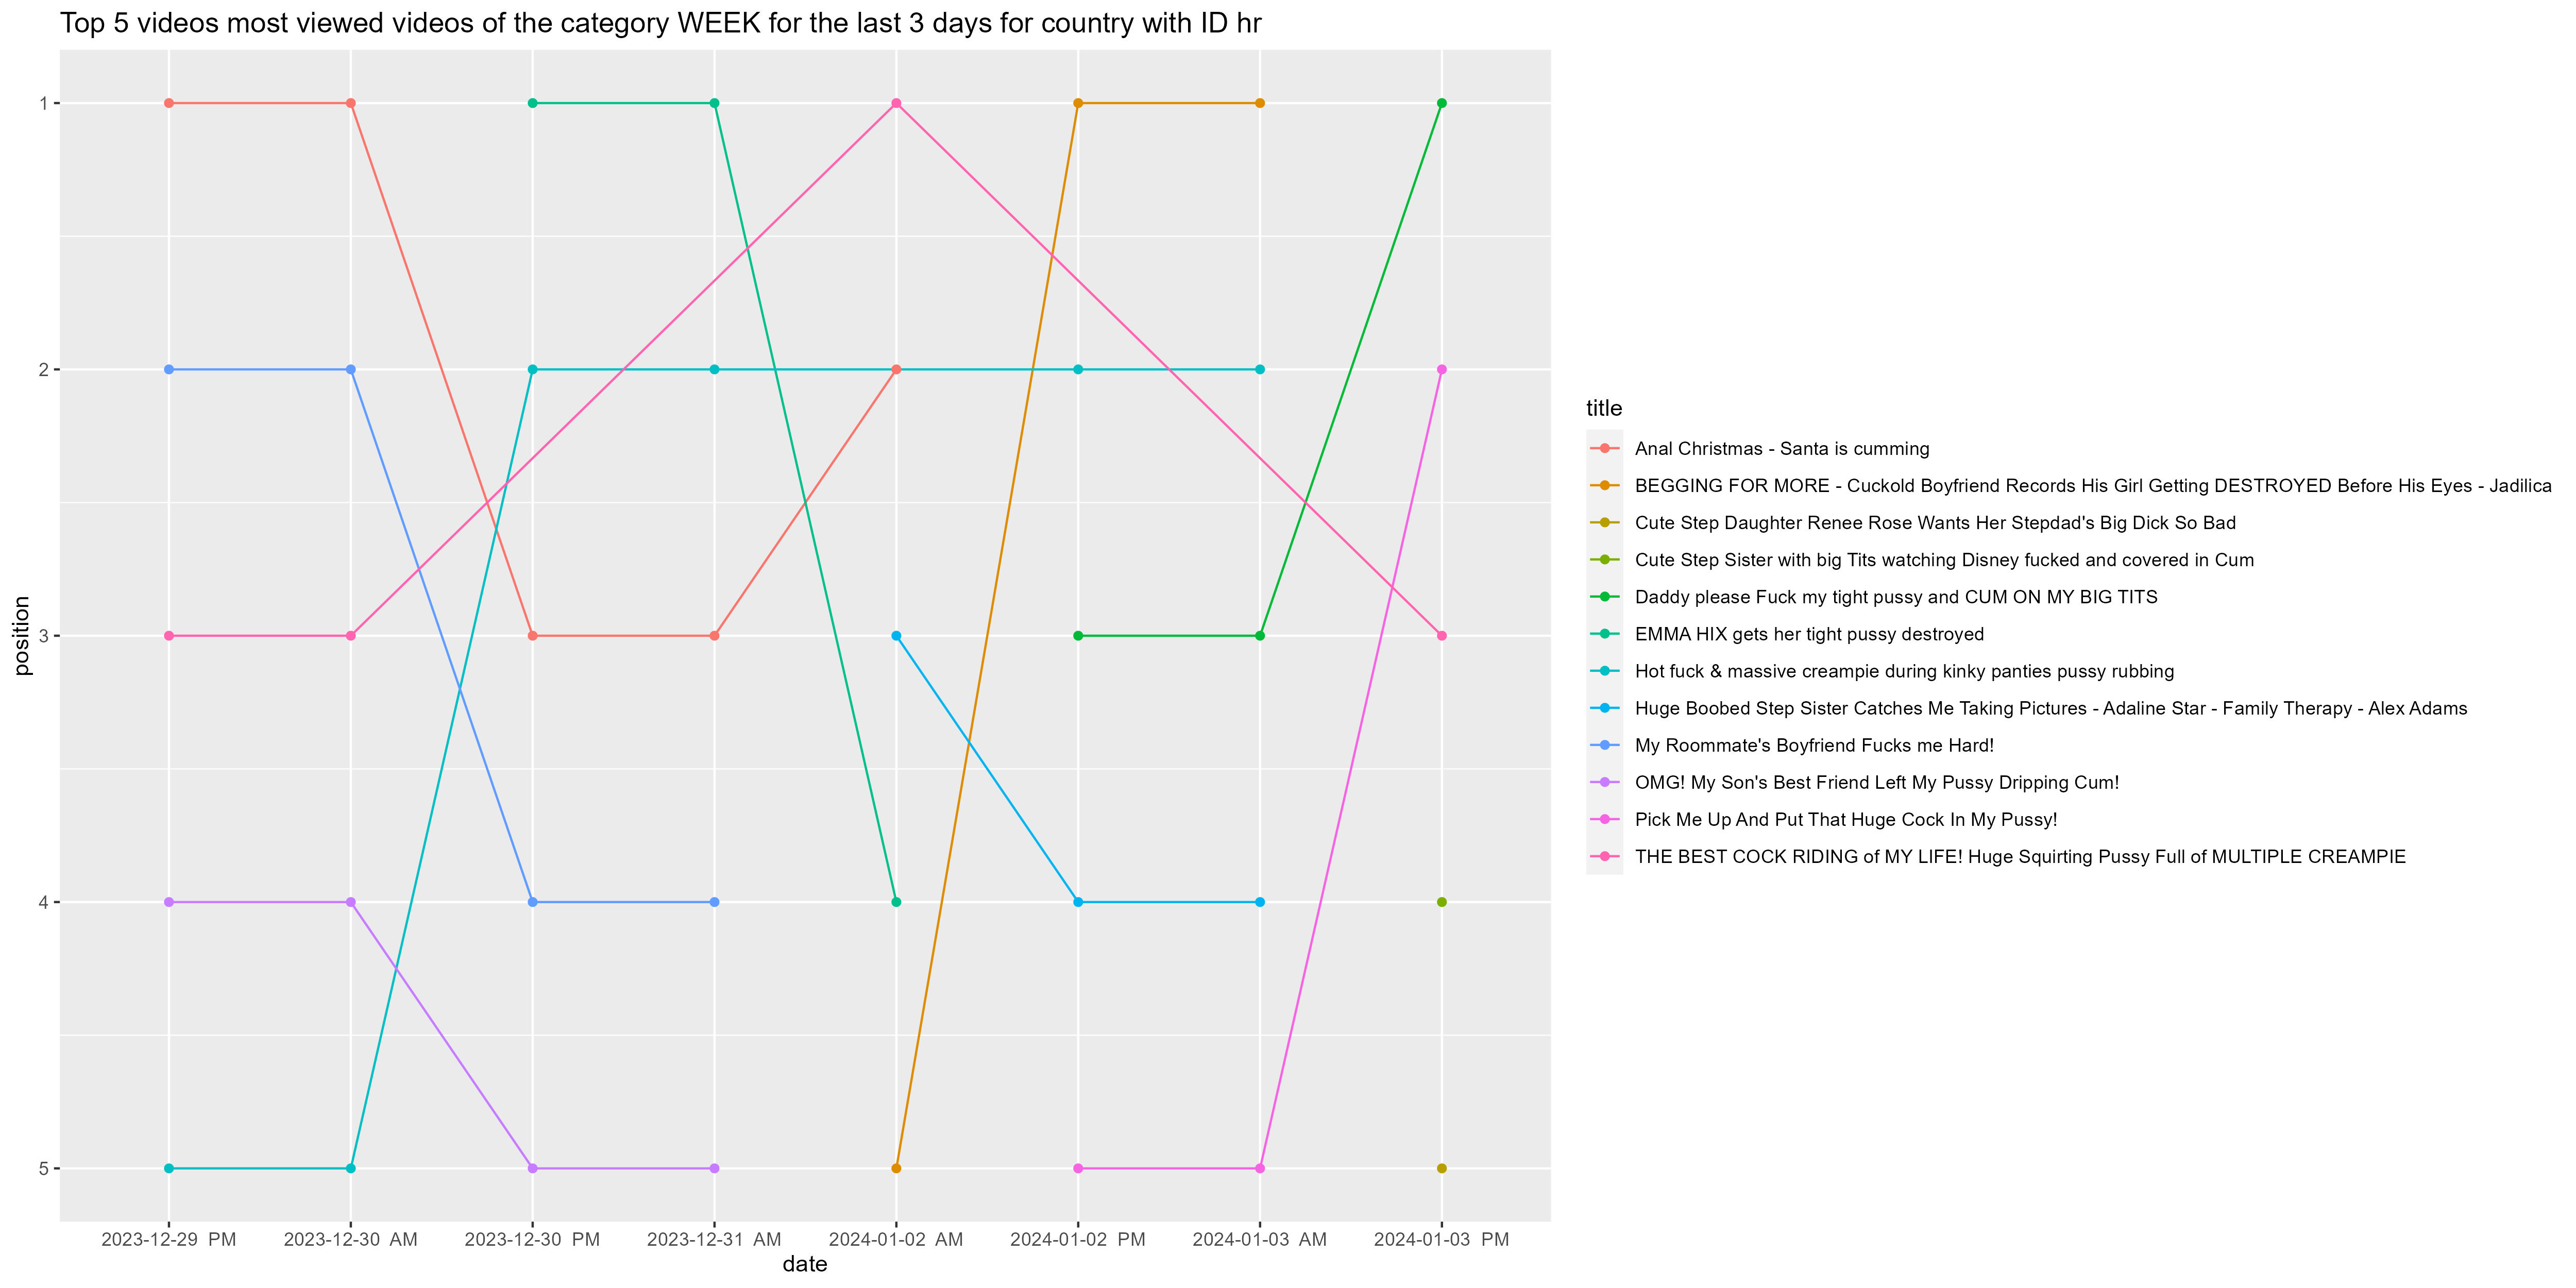 Top 5 videos most viewed videos of the category WEEK for the last 3 days for country with ID hr
position
1
2
3
4
5
2023-12-29 PM
2023-12-30 AM
2023-12-30 PM
2023-12-31 AM
2024-01-02 AM
2024-01-02 PM
2024-01-03 AM
2024-01-03 PM
date
title
Anal Christmas - Santa is cumming
BEGGING FOR MORE - Cuckold Boyfriend Records His Girl Getting DESTROYED Before His Eyes - Jadilica
Cute Step Daughter Renee Rose Wants Her Stepdad's Big Dick So Bad
Cute Step Sister with big Tits watching Disney fucked and covered in Cum
Daddy please Fuck my tight pussy and CUM ON MY BIG TITS
EMMA HIX gets her tight pussy destroyed
Hot fuck & massive creampie during kinky panties pussy rubbing
Huge Boobed Step Sister Catches Me Taking Pictures - Adaline Star - Family Therapy - Alex Adams
My Roommate's Boyfriend Fucks me Hard!
OMG! My Son's Best Friend Left My Pussy Dripping Cum!
Pick Me Up And Put That Huge Cock In My Pussy!
THE BEST COCK RIDING of MY LIFE! Huge Squirting Pussy Full of MULTIPLE CREAMPIE